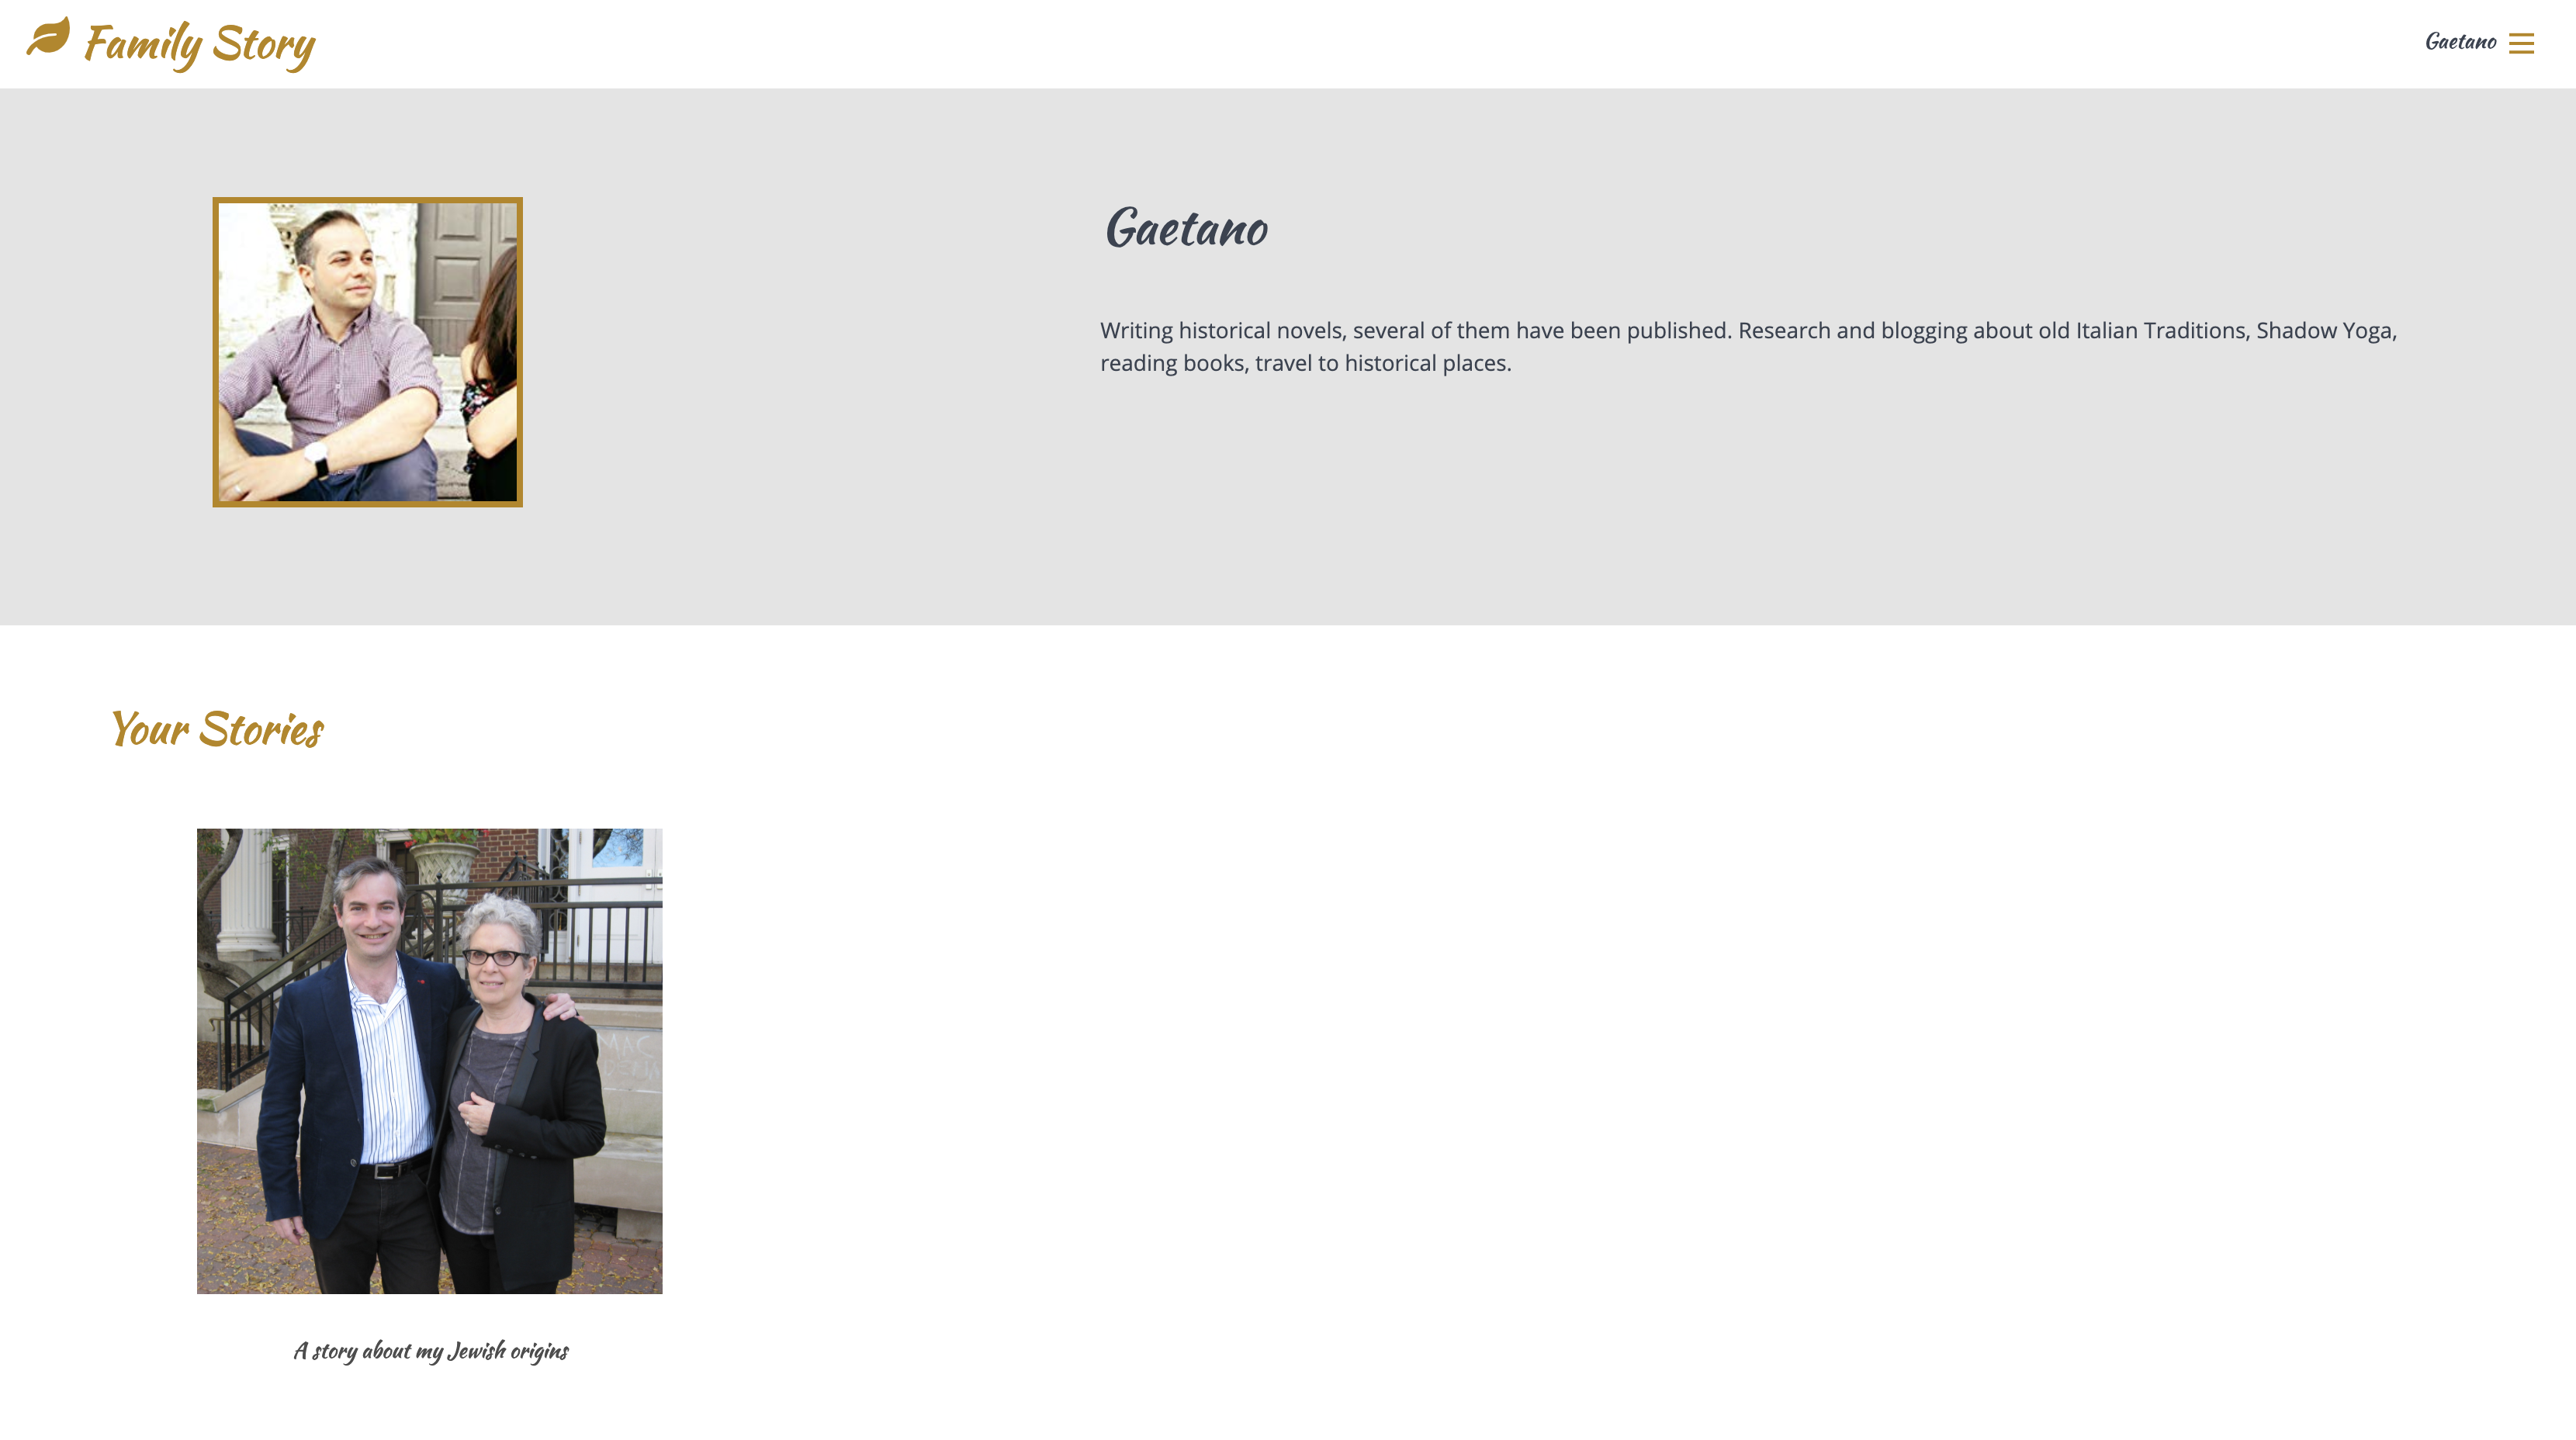 Family Story
Gaetano
Gaetano
Writing historical novels, several of them have been published. Research and blogging about old Italian Traditions, Shadow Yoga,
reading books, travel to historical places.
Your Stories
MAC
A story about my Jewish origins